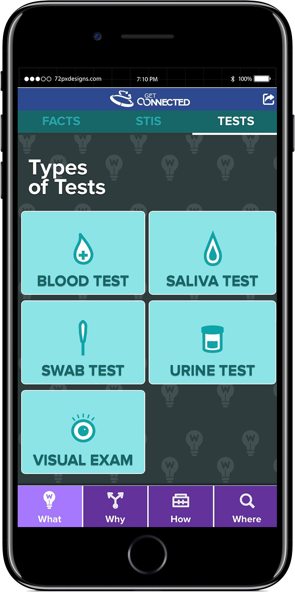 72pxdesigns.com 7:10 PM 100%
GET
CONNECTED
FACTS STIS TESTS
Types
of Tests
BLOOD TEST SALIVA TEST
SWAB TEST URINE TEST
VISUAL EXAM
What Why How Where